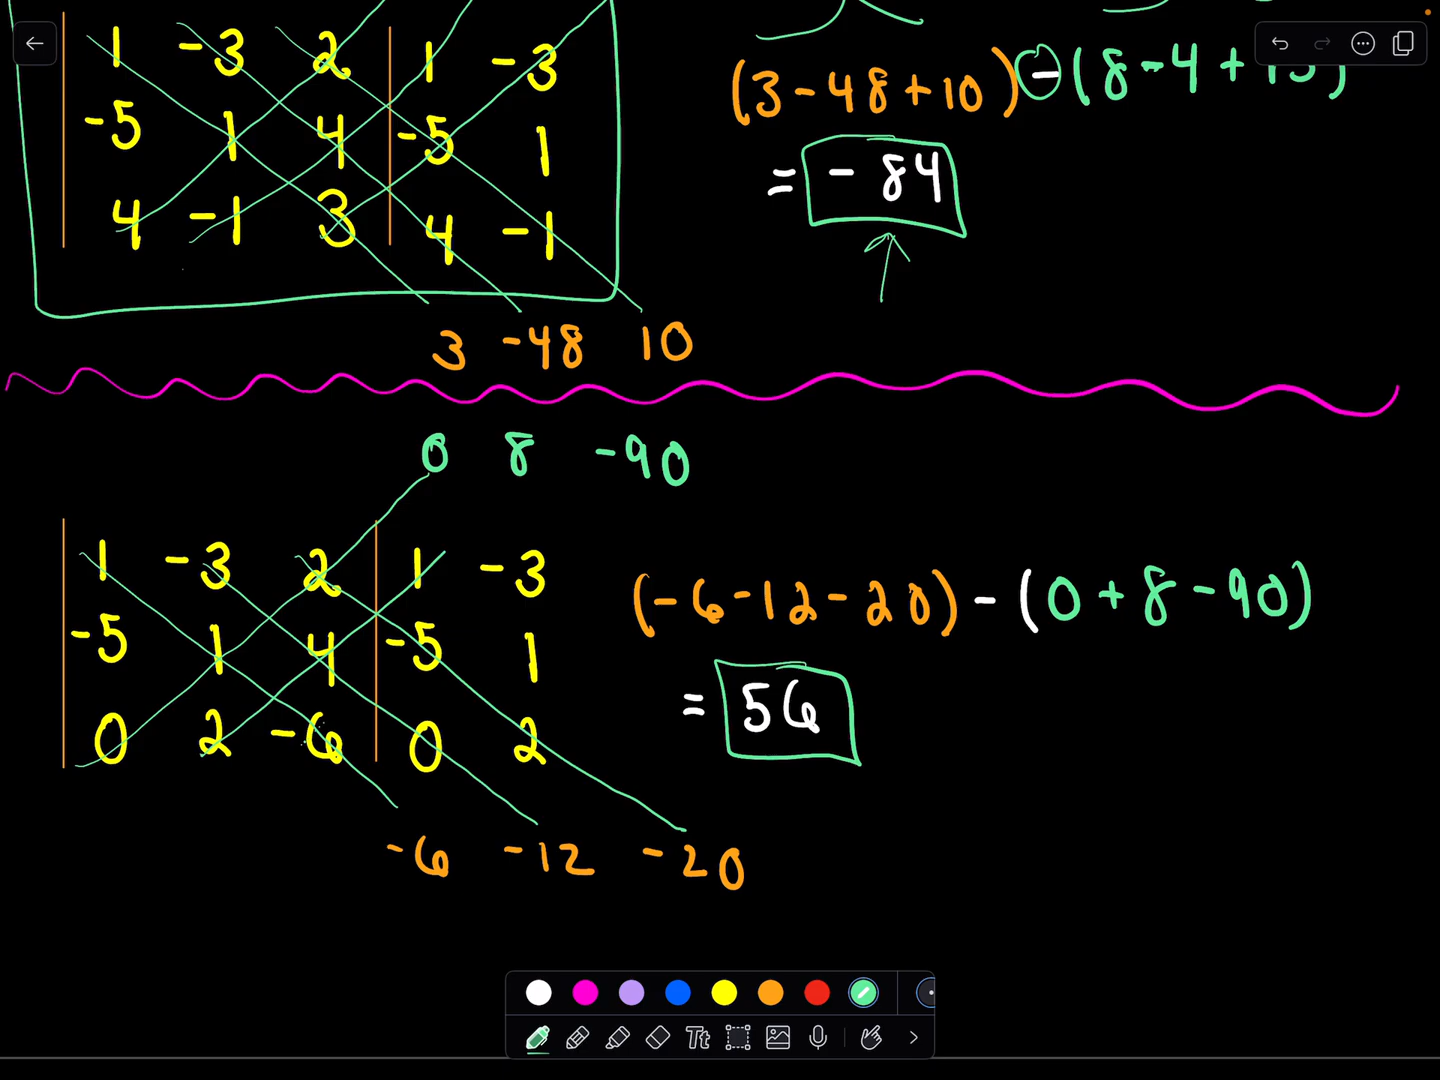 1 -3 2 1 -3
-5 1 4 -5 1
4 -1 3 4 -1
3 -48 10
(3-48+10)-(8-4+15)
= -84
0 8 -90
1 -3 2 1 -3
-5 1 4 -5 1
0 2 -6 0 2
-6 -12 -20
(-6-12-20)-(0+8-90)
= 56
Tt